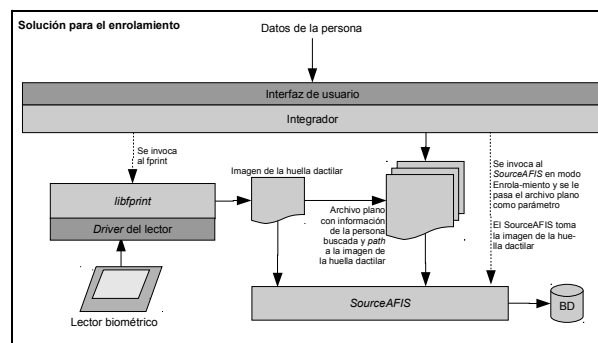 Solución para el enrolamiento
Datos de la persona
Interfaz de usuario
Integrador
Se invoca
al fprint
Imagen de la huella dactilar
Se invoca al
SourceAFIS en modo
Enrola-miento y se le
pasa el archivo plano
como parámetro
libfprint
Driver del lector
Archivo plano
con información
de la persona
buscada y path
a la imagen de
la huella dactilar
El SourceAFIS toma
la imagen de la hue-
lla dactilar
Lector biométrico
SourceAFIS
BD